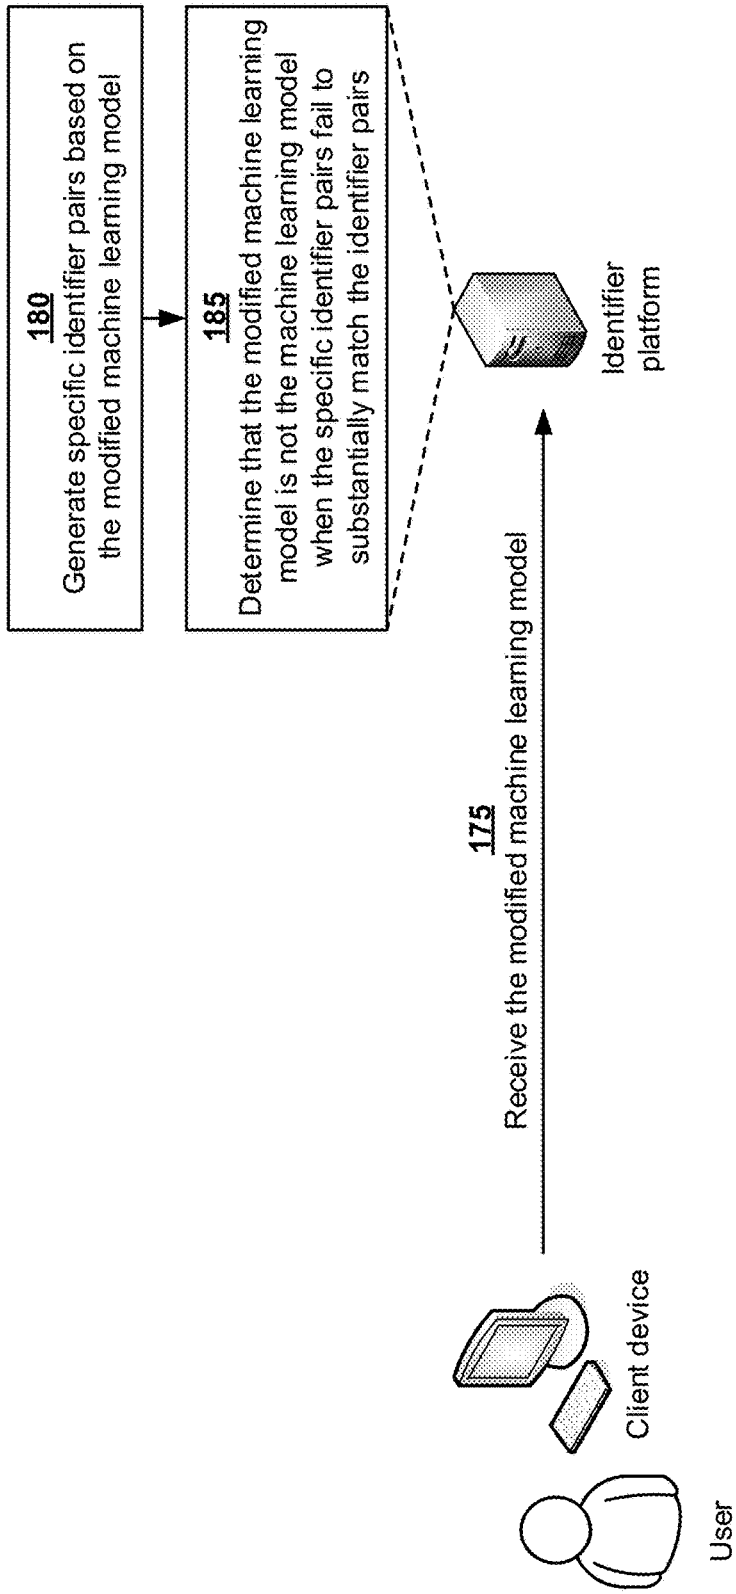 180
Generate specific identifier pairs based on
the modified machine learning model
185
Determine that the modified machine learning
model is not the machine learning model
when the specific identifier pairs fail to
substantially match the identifier pairs
175
Receive the modified machine learning model
User
Client device
Identifier
platform